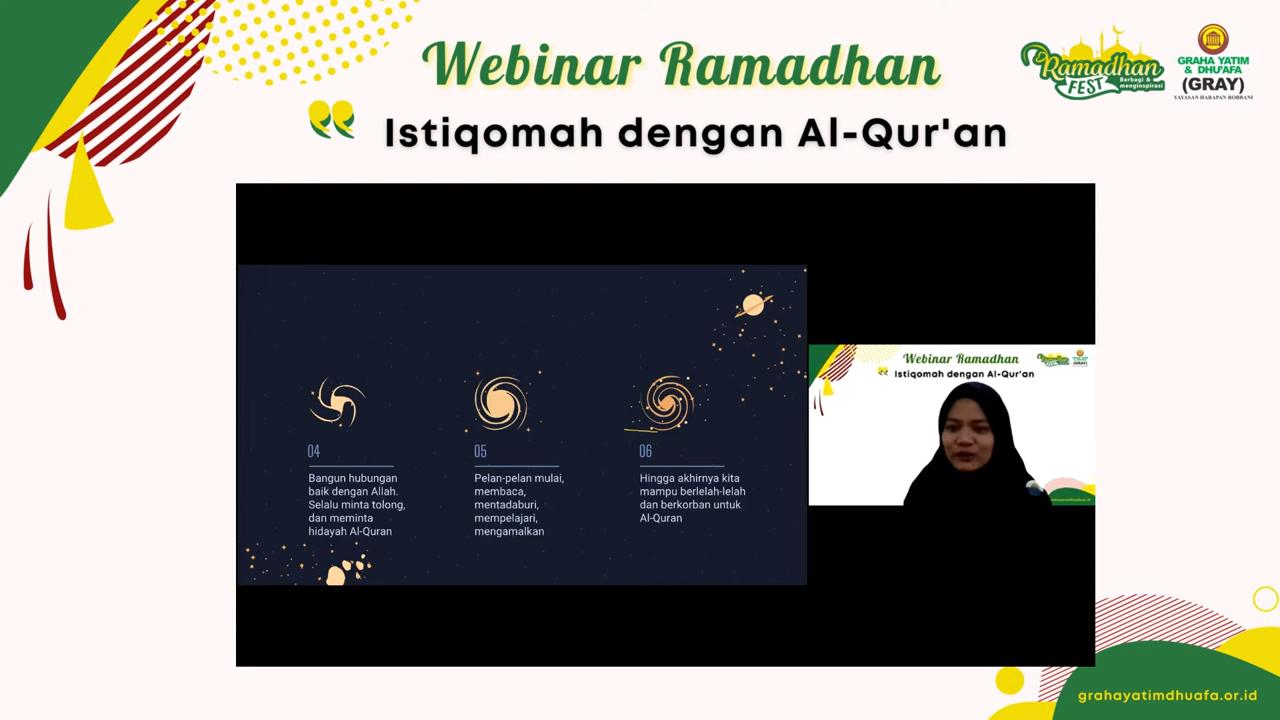 Webinar Ramadhan
Istiqomah dengan Al-Qur'an
Ramadhan
FEST
Berbagi &
menginspirasi
GRAHA YATIM
& DHU'AFA
(GRAY)
YAYASAN HARAPAN ROBBANI
04
Bangun hubungan
baik dengan Allah.
Selalu minta tolong,
dan meminta
hidayah Al-Quran
05
Pelan-pelan mulai,
membaca,
mentadaburi,
mempelajari,
mengamalkan
06
Hingga akhirnya kita
mampu berlelah-lelah
dan berkorban untuk
Al-Quran
Webinar Ramadhan
Istiqomah dengan Al-Qur'an
grahayatimdhuafa.or.id